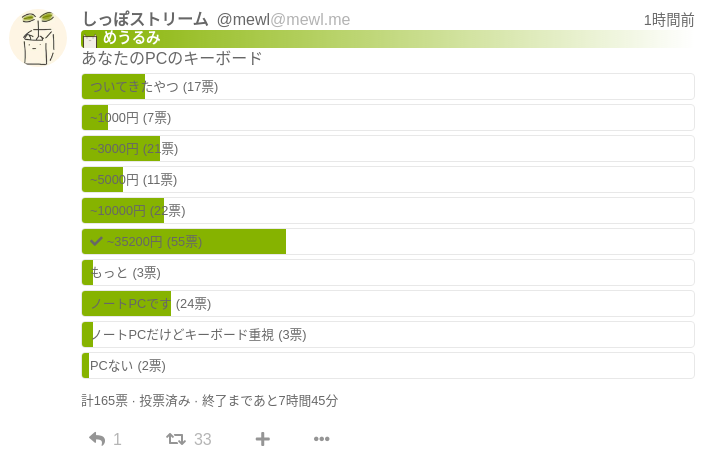 しっぽストリーム @mewl@mewl.me 1時間前
めうるみ
あなたのPCのキーボード
ついてきたやつ (17票)
~1000円 (7票)
~3000円 (21票)
~5000円 (11票)
~10000円 (22票)
~35200円 (55票)
もっと (3票)
ノートPCです (24票)
ノートPCだけどキーボード重視 (3票)
PCない (2票)
計165票 · 投票済み · 終了まであと7時間45分
1 33